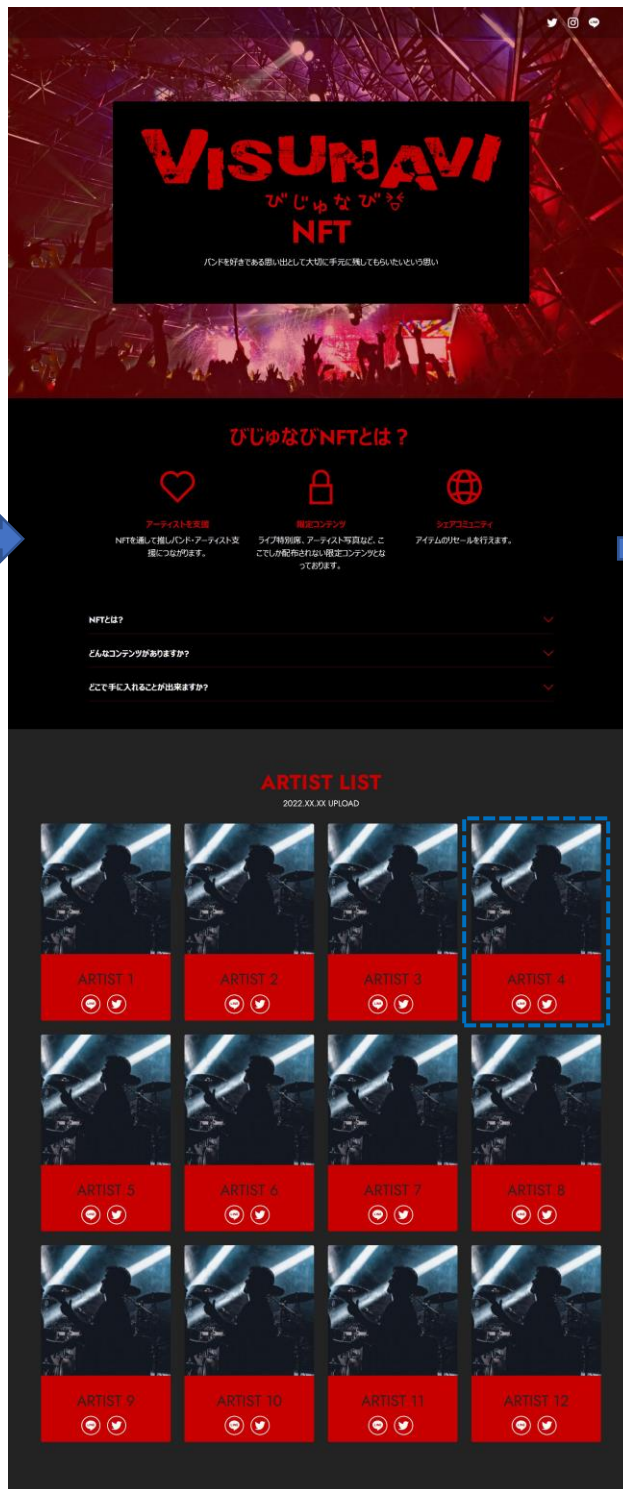 VISUNAVI
びじゅなび
NFT
バンドを好きである思い出として大切に手元に残してもらいたいという思い
びじゅなびNFTとは？
アーティストを支援
NFTを通して推しバンド・アーティスト支
援につながります。
限定コンテンツ
ライブ特別席、アーティスト写真など、こ
こでしか配布されない限定コンテンツとな
っております。
シェアコミュニティ
アイテムのリセールを行えます。
NFTとは?
どんなコンテンツがありますか?
どこで手に入れることが出来ますか?
ARTIST LIST
2022.XX.XX UPLOAD
ARTIST 1
ARTIST 2
ARTIST 3
ARTIST 4
ARTIST 5
ARTIST 6
ARTIST 7
ARTIST 8
ARTIST 9
ARTIST 10
ARTIST 11
ARTIST 12